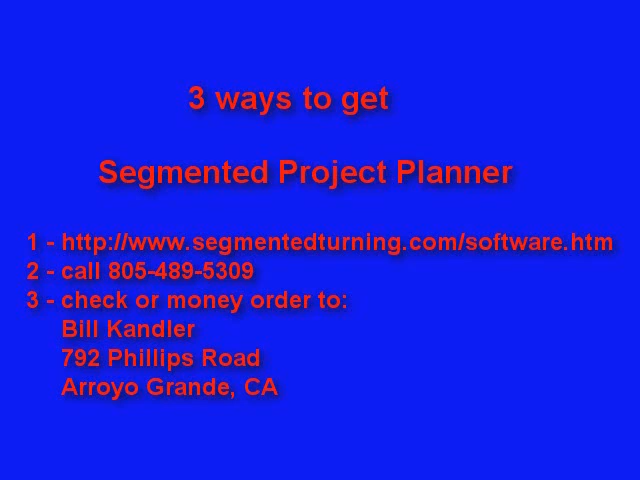 3 ways to get
Segmented Project Planner
1 - http://www.segmentedturning.com/software.htm
2 - call 805-489-5309
3 - check or money order to:
Bill Kandler
792 Phillips Road
Arroyo Grande, CA